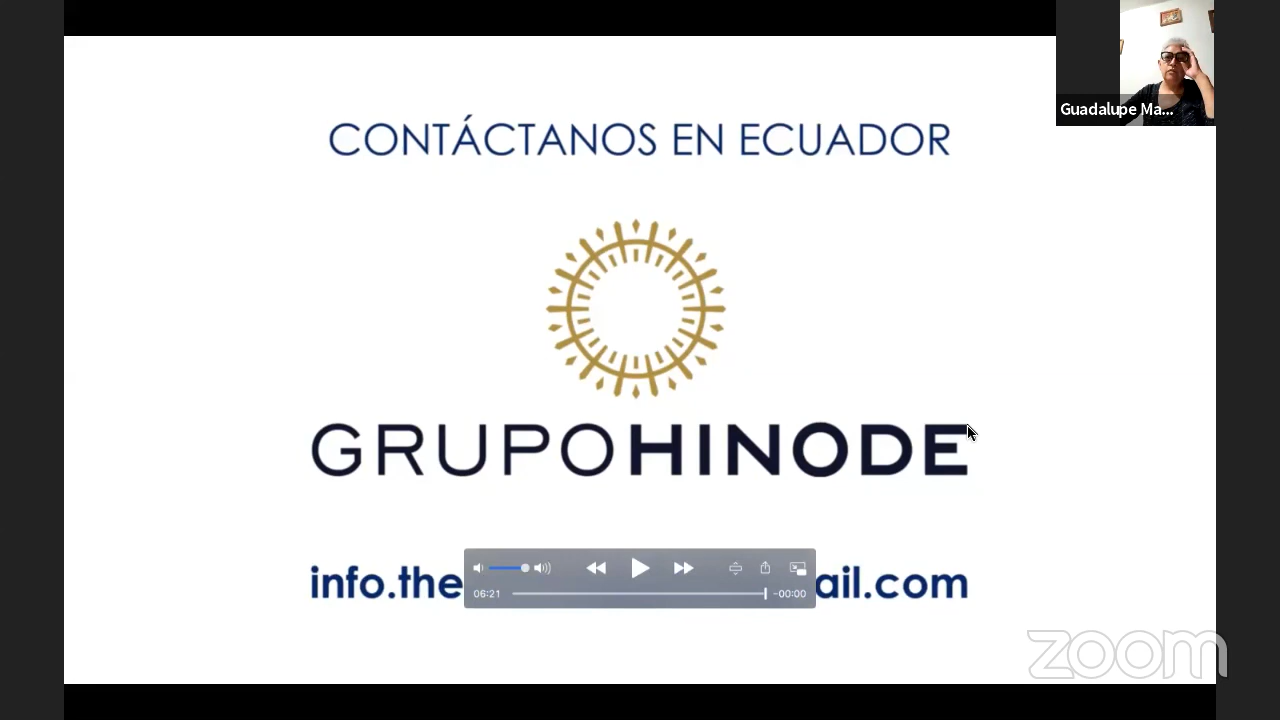 Guadalupe Ma...
CONTÁCTANOS EN ECUADOR
GRUPOHINODE
info.the ail.com
06:21 -00:00
zoom